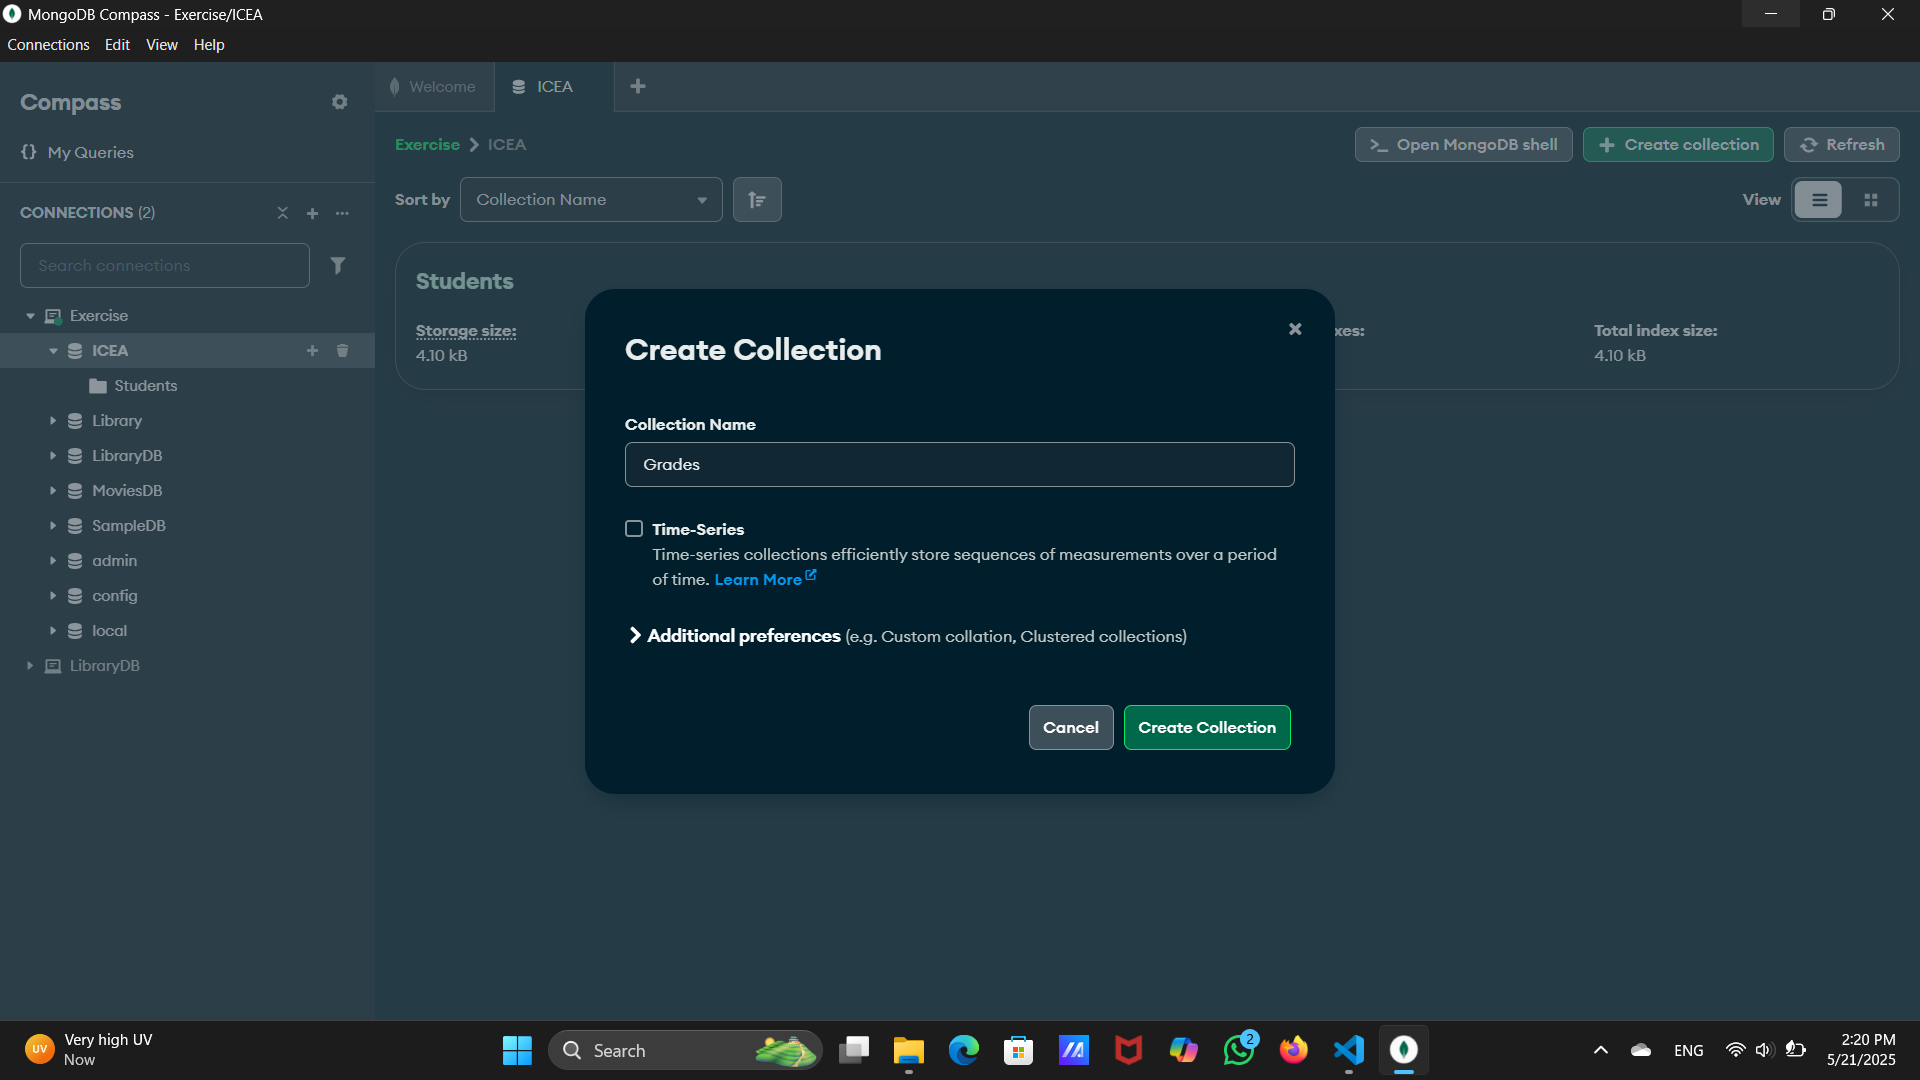 MongoDB Compass - Exercise/ICEA
Connections Edit View Help
Compass
My Queries
CONNECTIONS (2)
Search connections
Exercise
ICEA
Students
Library
LibraryDB
MoviesDB
SampleDB
admin
config
local
LibraryDB
Welcome
ICEA
Exercise ICEA
Open MongoDB shell
Create collection
Refresh
Sort by
Collection Name
View
Students
Storage size:
4.10 kB
xes:
Total index size:
4.10 kB
Create Collection
Collection Name
Grades
Time-Series
Time-series collections efficiently store sequences of measurements over a period
of time. Learn More
Additional preferences (e.g. Custom collation, Clustered collections)
Cancel
Create Collection
UV
Very high UV
Now
Search
2
ENG
2:20 PM
5/21/2025